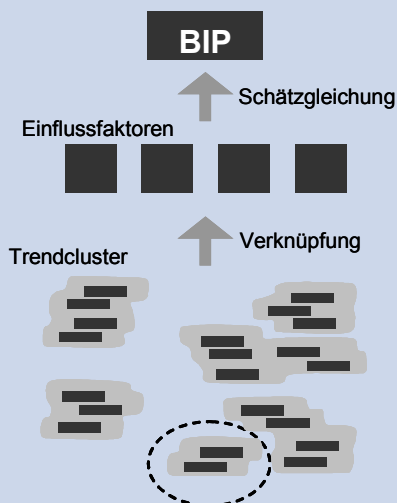 BIP
Schätzgleichung
Einflussfaktoren
Verknüpfung
Trendcluster